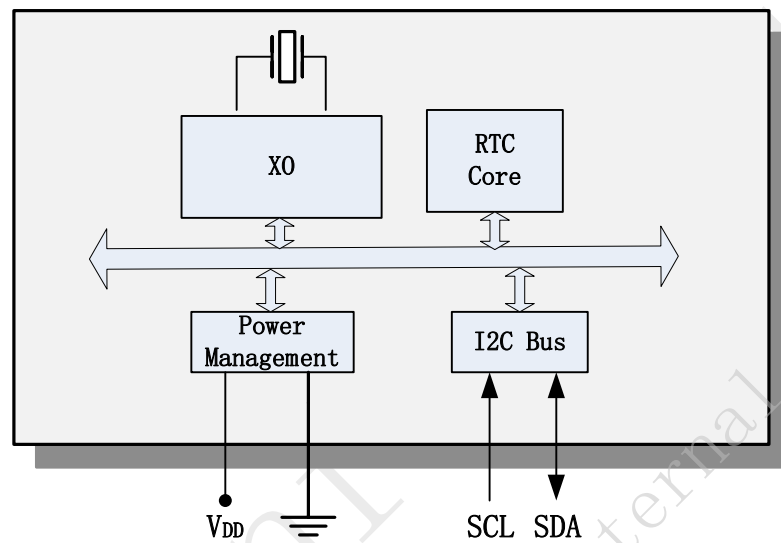 XO
RTC
Core
Power
Management
I2C Bus
VDD
SCL SDA